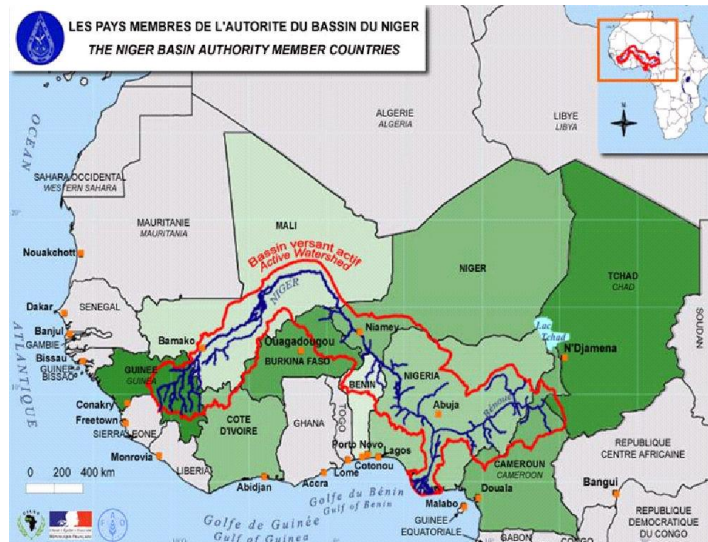 LES PAYS MEMBRES DE L'AUTORITE DU BASSIN DU NIGER
THE NIGER BASIN AUTHORITY MEMBER COUNTRIES
OCEAN
ATLANTIQUE
ALGERIE
ALGERIA
LIBYE
LIBYA
N
SAHARA OCCIDENTAL
WESTERN SAHARA
MAURITANIE
MAURITANIA
MALI
Bassin versant actif
Active Watershed
NIGER
NIGER
TCHAD
CHAD
SOUDAN
Nouakchott
Dakar
SENEGAL
Banjul
GAMBIE
Bissau
GUINEE
BISSAO
Bamako
Ouagadougou
BURKINA FASO
Niamey
Lac
Tchad
N'Djamena
GUINEE
Guinea
Conakry
Freetown
SIERRA LEONE
Monrovia
LIBERIA
COTE
D'IVOIRE
GHANA
TOGO
BENIN
NIGERIA
Abuja
Bénoué
Porto Novo
Lagos
Cotonou
Lomé
Accra
Abidjan
CAMEROUN
CAMEROON
Douala
Malabo
GUINEE
EQUATORIALE
GABON
REPUBLIQUE
CENTRE AFRICAINE
Bangui
REPUBLIQUE
DEMOCRATIQUE
DU CONGO
Golfe du Bénin
Gulf of Benin
Golfe de Guinée
Gulf of Guinea
0 200 400 km